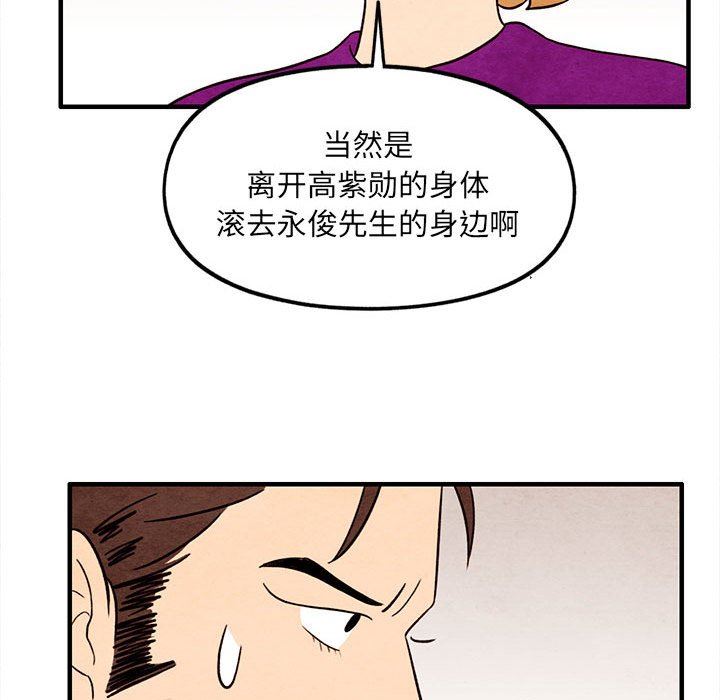 当然是
离开高紫勋的身体
滚去永俊先生的身边啊